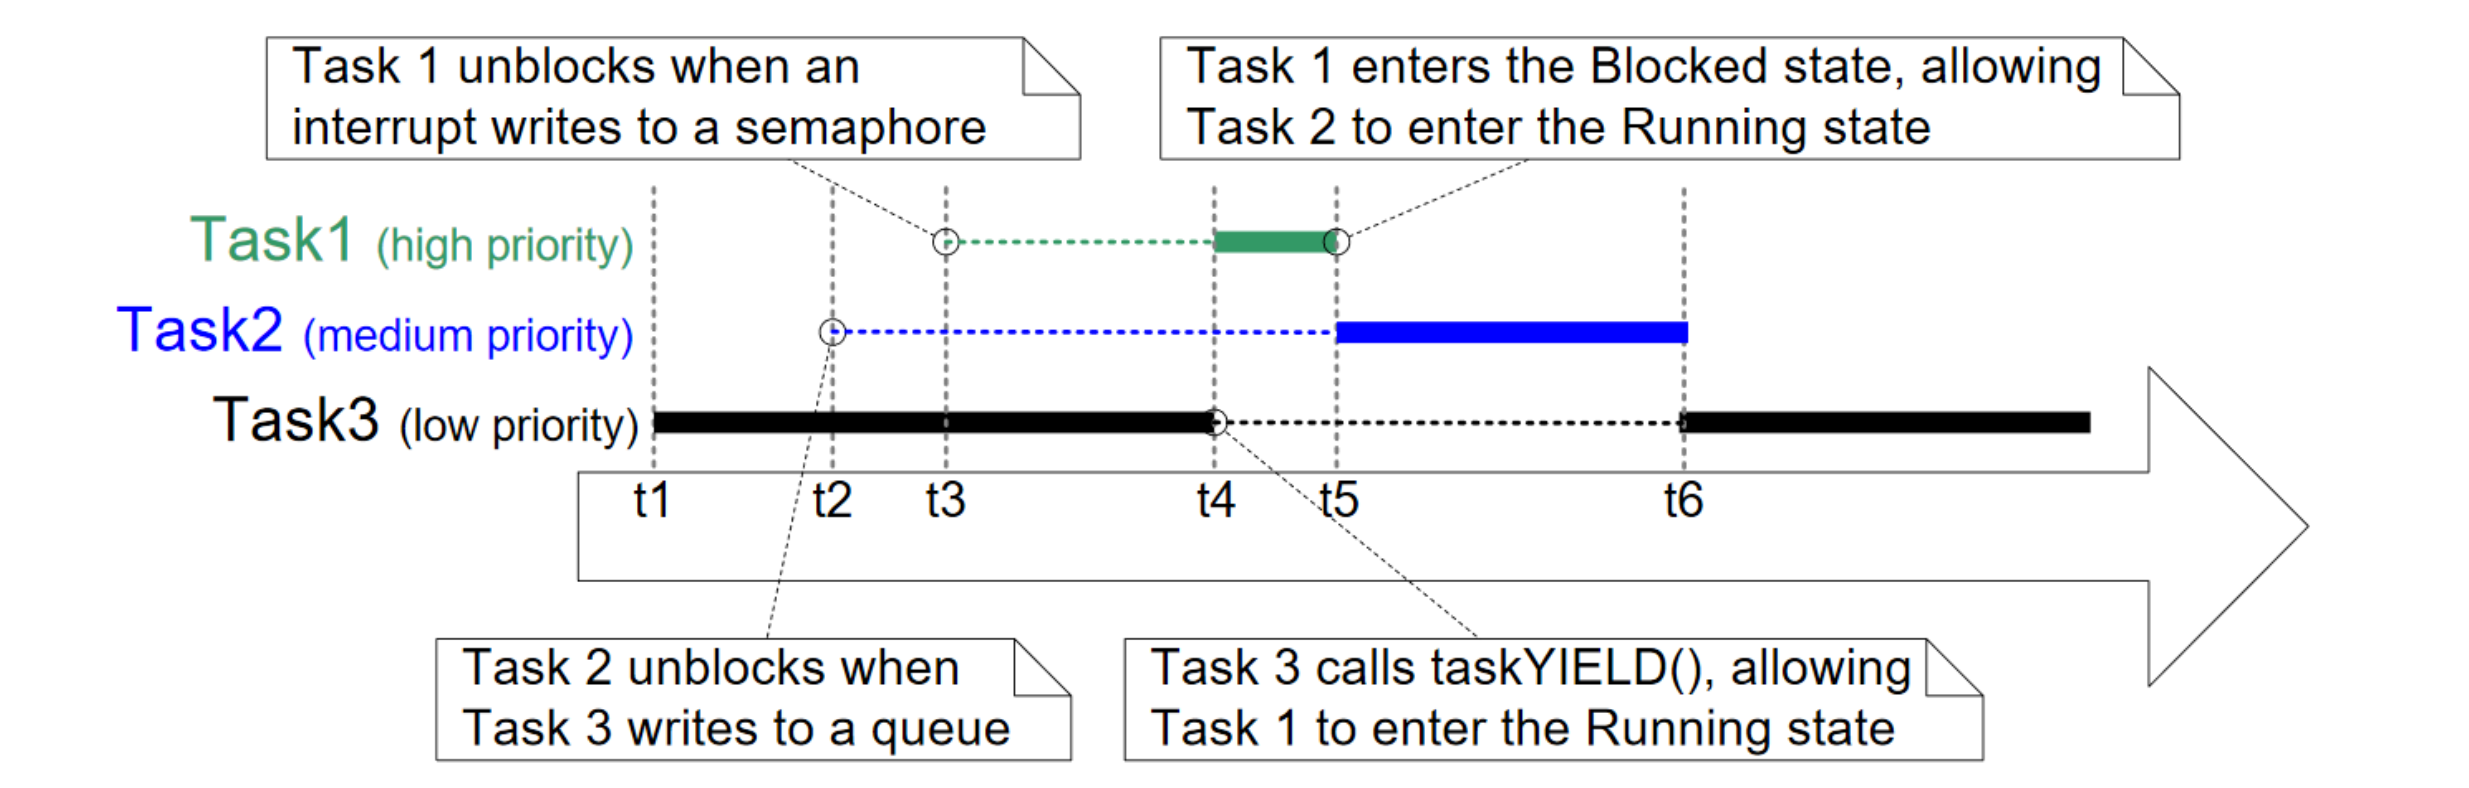 Task 1 unblocks when an
interrupt writes to a semaphore
Task 1 enters the Blocked state, allowing
Task 2 to enter the Running state
Task1 (high priority)
Task2 (medium priority)
Task3 (low priority)
t1 t2 t3 t4 t5 t6
Task 2 unblocks when
Task 3 writes to a queue
Task 3 calls taskYIELD(), allowing
Task 1 to enter the Running state